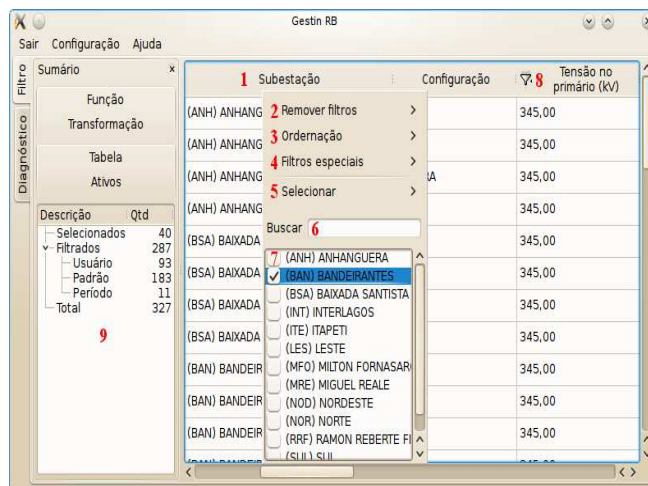 Gestin RB
Sair Configuração Ajuda
Filtro
Diagnóstico
Sumário x
Função
Transformação
Tabela
Ativos
Descrição Qtd
Selecionados 40
Filtrados 287
Usuário 93
Padrão 183
Período 11
Total 327
9
1 Subestação Configuração 8 Tensão no primário (kV)
(ANH) ANHANG 345,00
(ANH) ANHANG 345,00
(ANH) ANHANG RA 345,00
(ANH) ANHANG 345,00
(BSA) BAIXADA 345,00
(BSA) BAIXADA 345,00
(BSA) BAIXADA 345,00
(BSA) BAIXADA 345,00
(BAN) BANDEIR 345,00
(BAN) BANDEIR 345,00
(BAN) BANDEIR 345,00
2 Remover filtros >
3 Ordernação >
4 Filtros especiais >
5 Selecionar >
Buscar 6
7 (ANH) ANHANGUERA
(BAN) BANDEIRANTES
(BSA) BAIXADA SANTISTA
(INT) INTERLAGOS
(ITE) ITAPETI
(LES) LESTE
(MFO) MILTON FORNASAR
(MRE) MIGUEL REALE
(NOD) NORDESTE
(NOR) NORTE
(RRF) RAMON REBERTE FI
(SUL) SUL